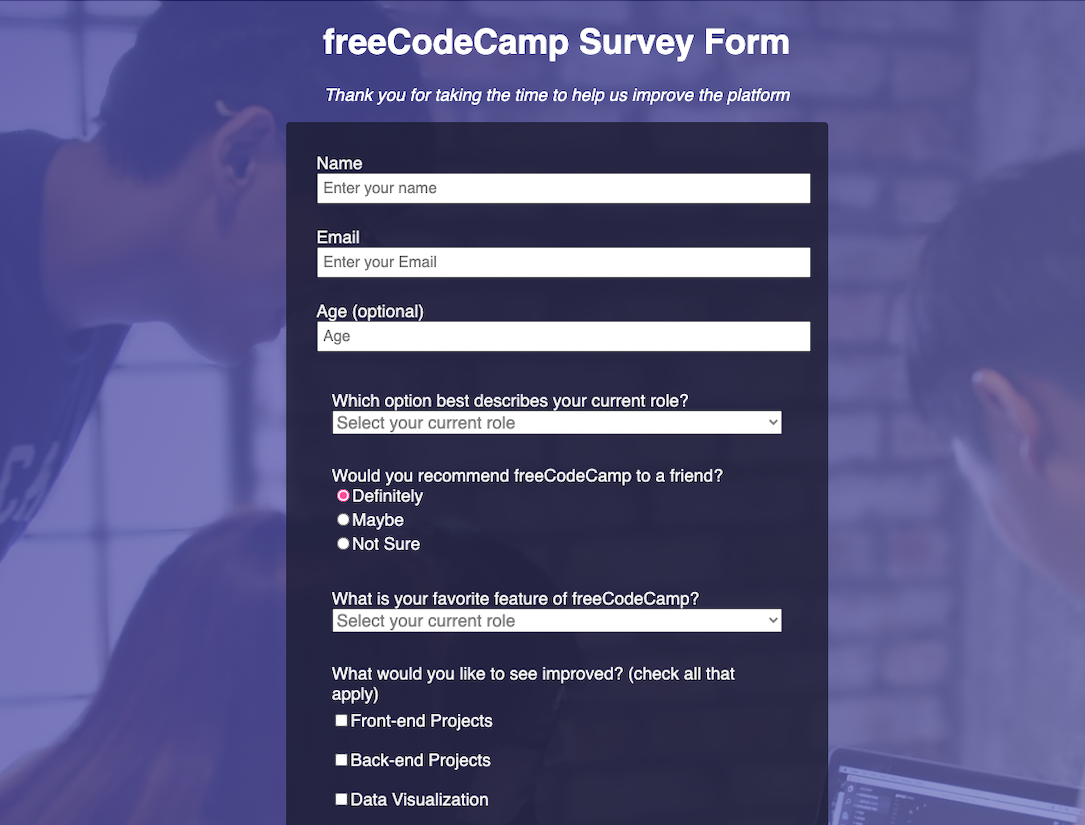 freeCodeCamp Survey Form
Thank you for taking the time to help us improve the platform
Name
Enter your name
Email
Enter your Email
Age (optional)
Age
Which option best describes your current role?
Select your current role
Would you recommend freeCodeCamp to a friend?
Definitely
Maybe
Not Sure
What is your favorite feature of freeCodeCamp?
Select your current role
What would you like to see improved? (check all that
apply)
Front-end Projects
Back-end Projects
Data Visualization